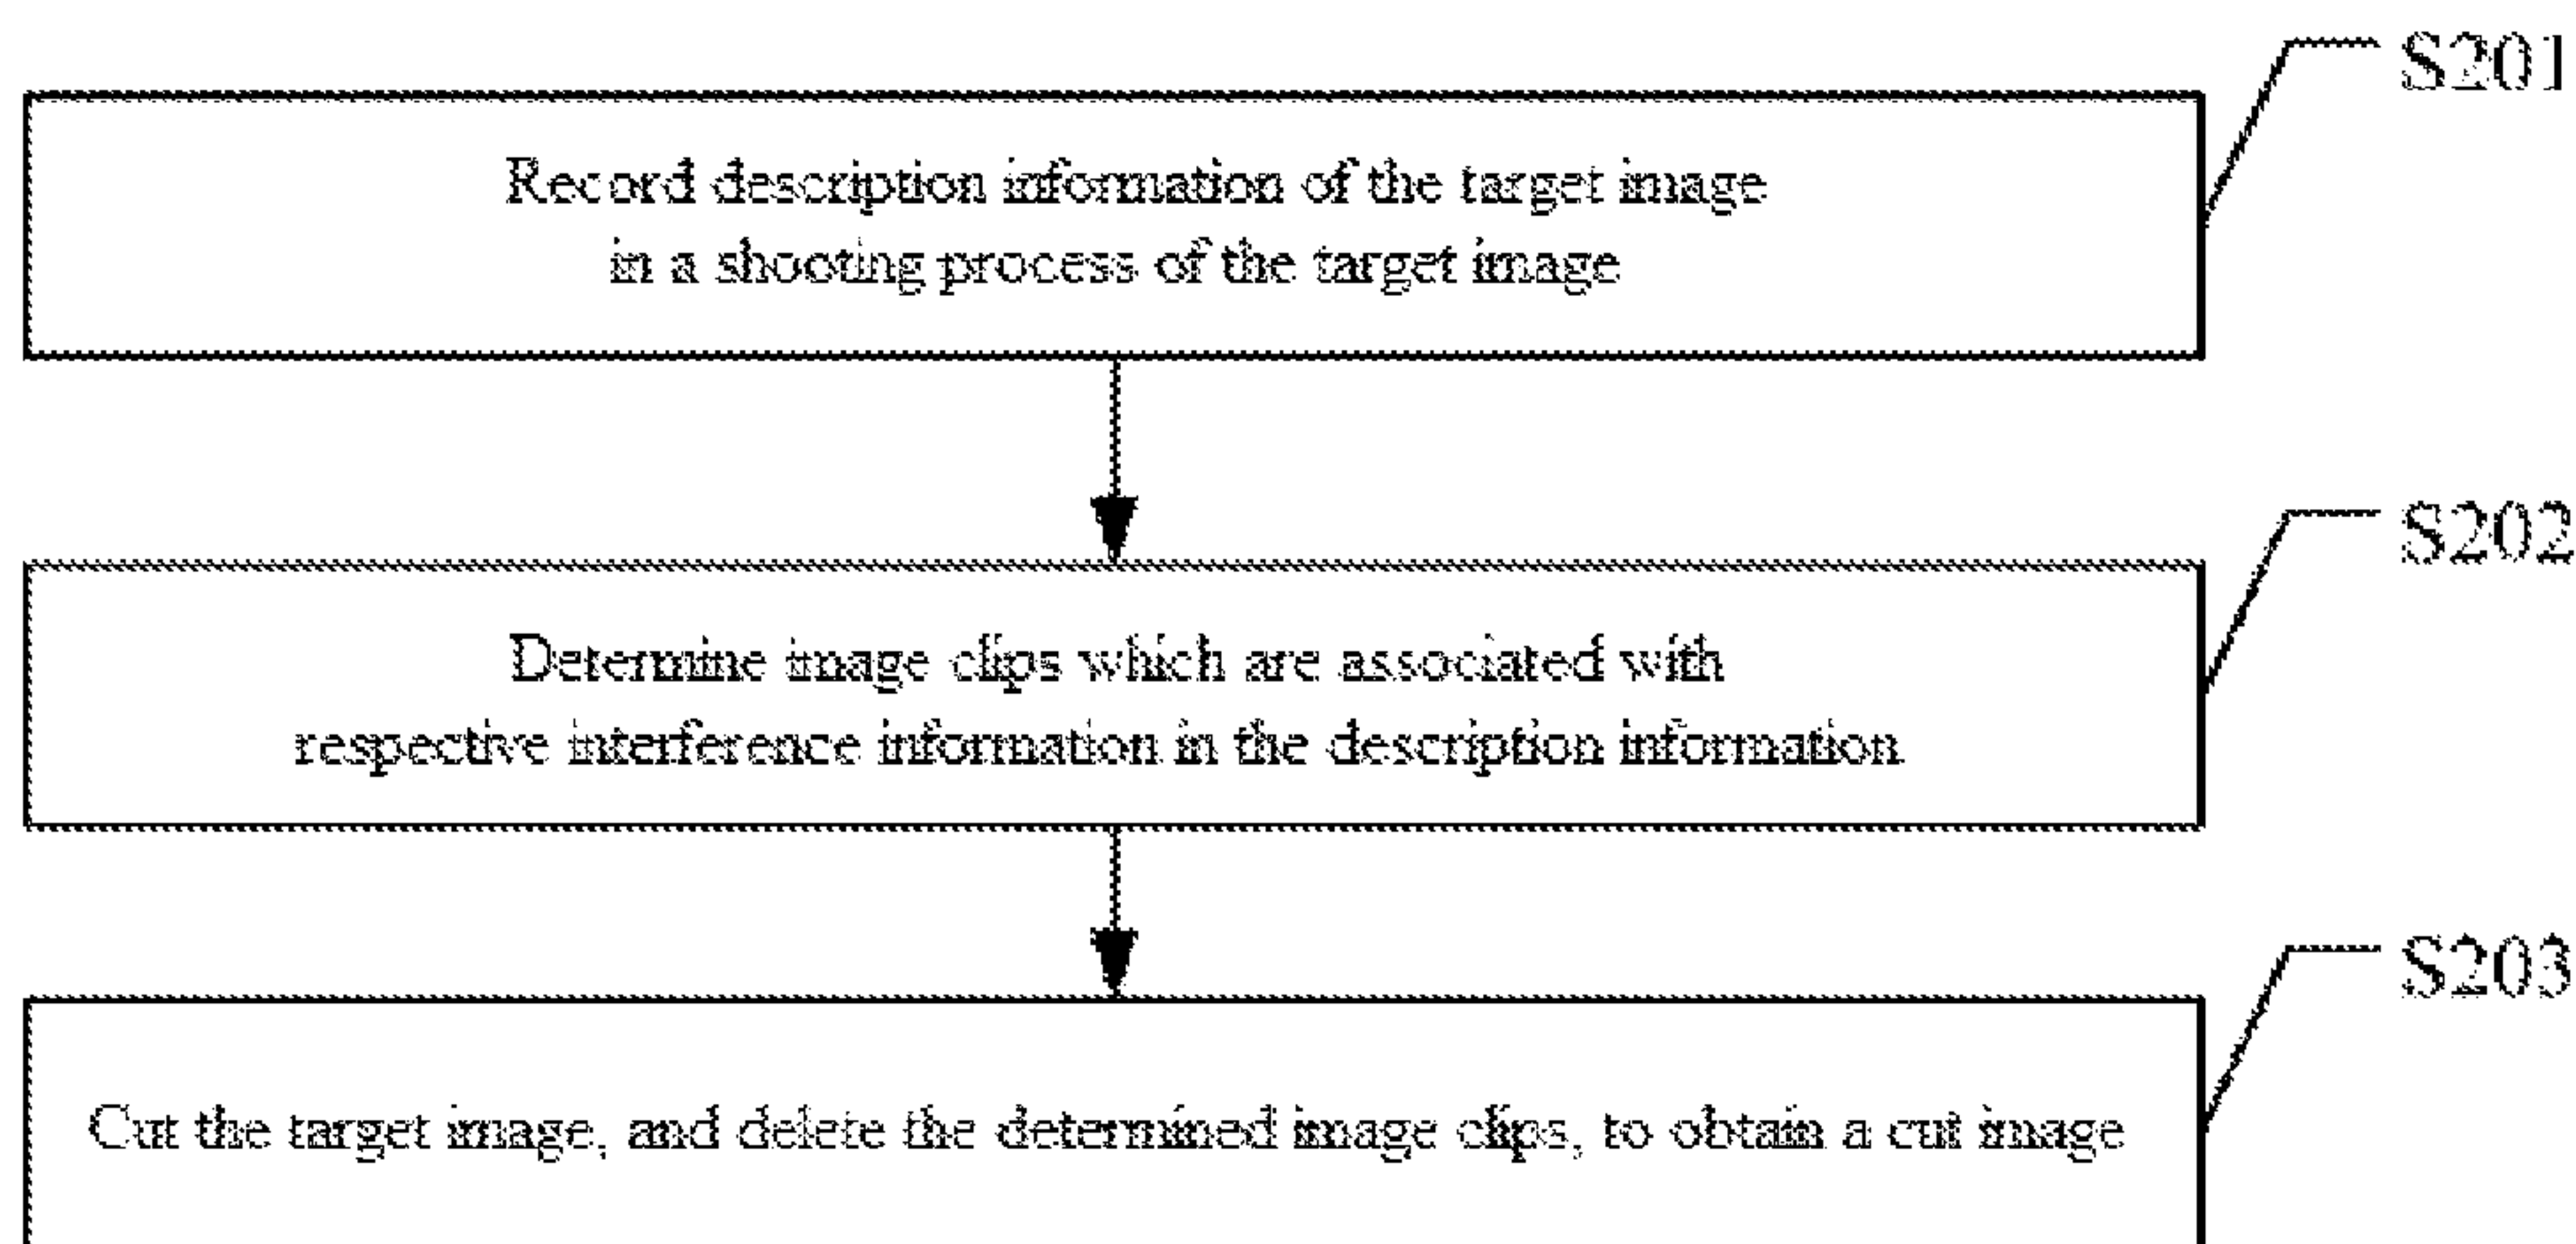 S201
Record description information of the target image
in a shooting process of the target image
S202
Determine image clips which are associated with
respective interference information in the description information
S203
Cut the target image, and delete the determined image clips, to obtain a cut image